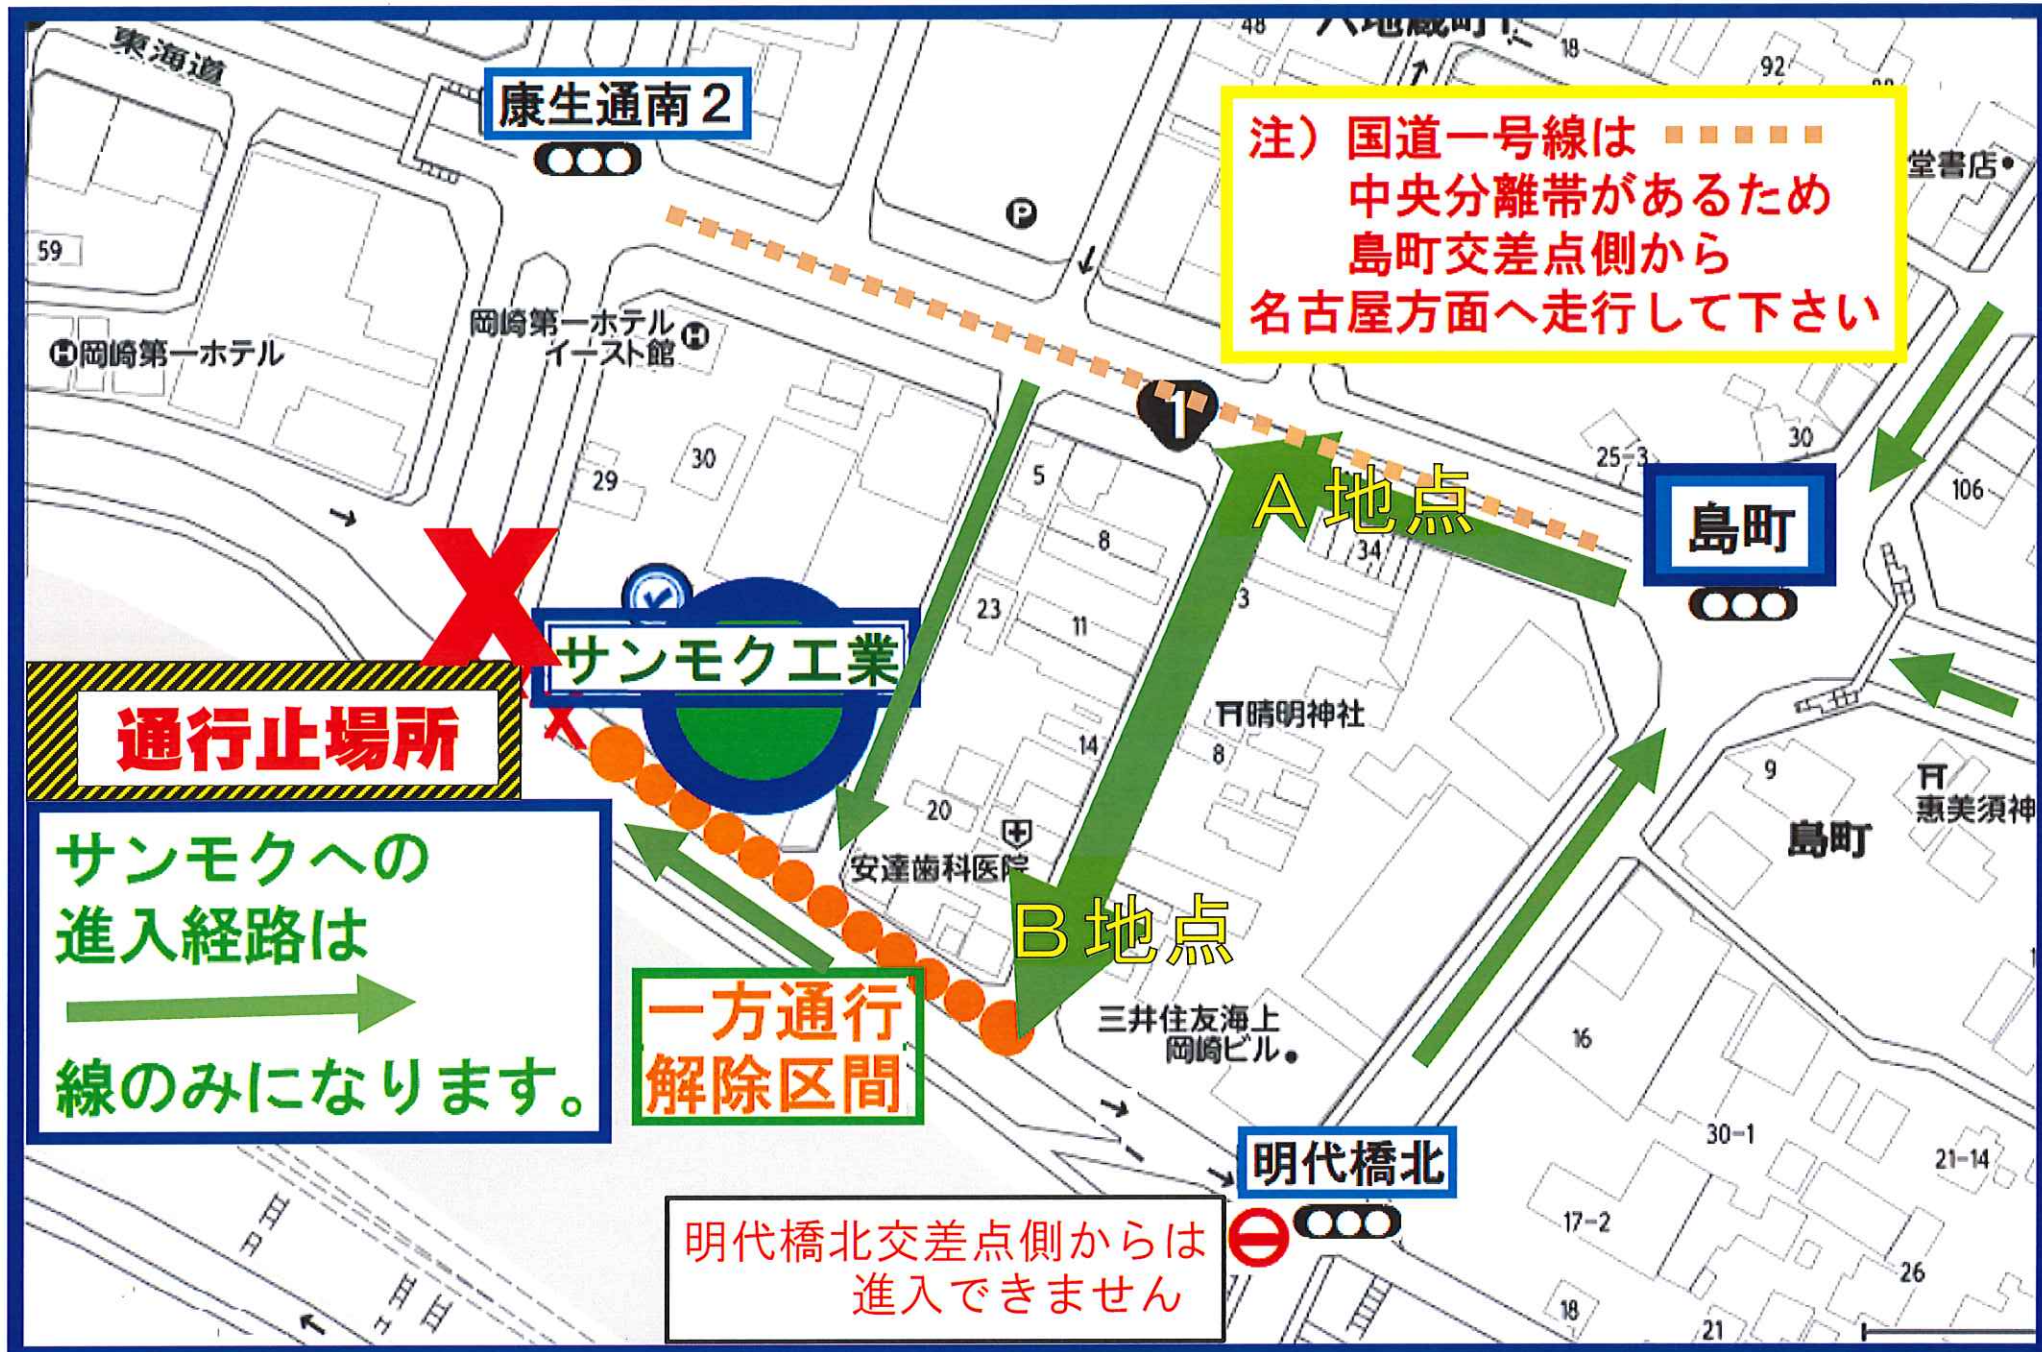 東海道
康生通南2
48
18
92
注）国道一号線は
中央分離帯があるため
島町交差点側から
名古屋方面へ走行して下さい
堂書店
P
59
岡崎第一ホテル
イースト館
H
H岡崎第一ホテル
1
30
29
5
8
25-3
30
106
A地点
島町
34
3
23
11
サンモク工業
X
通行止場所
x
晴明神社
8
14
20
安達歯科医院
9
恵美須神
島町
サンモクへの
進入経路は
線のみになります。
B地点
一方通行
解除区間
三井住友海上
岡崎ビル
16
30-1
21-14
明代橋北
17-2
明代橋北交差点側からは
進入できません
26
18
21